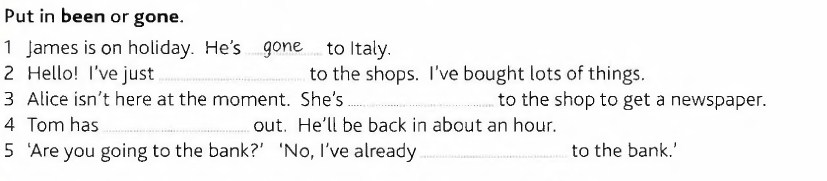 Put in been or gone.
1 James is on holiday. He's gone to Italy.
2 Hello! I've just to the shops. I've bought lots of things.
3 Alice isn't here at the moment. She's to the shop to get a newspaper.
4 Tom has out. He'll be back in about an hour.
5 'Are you going to the bank?' 'No, I've already to the bank.'